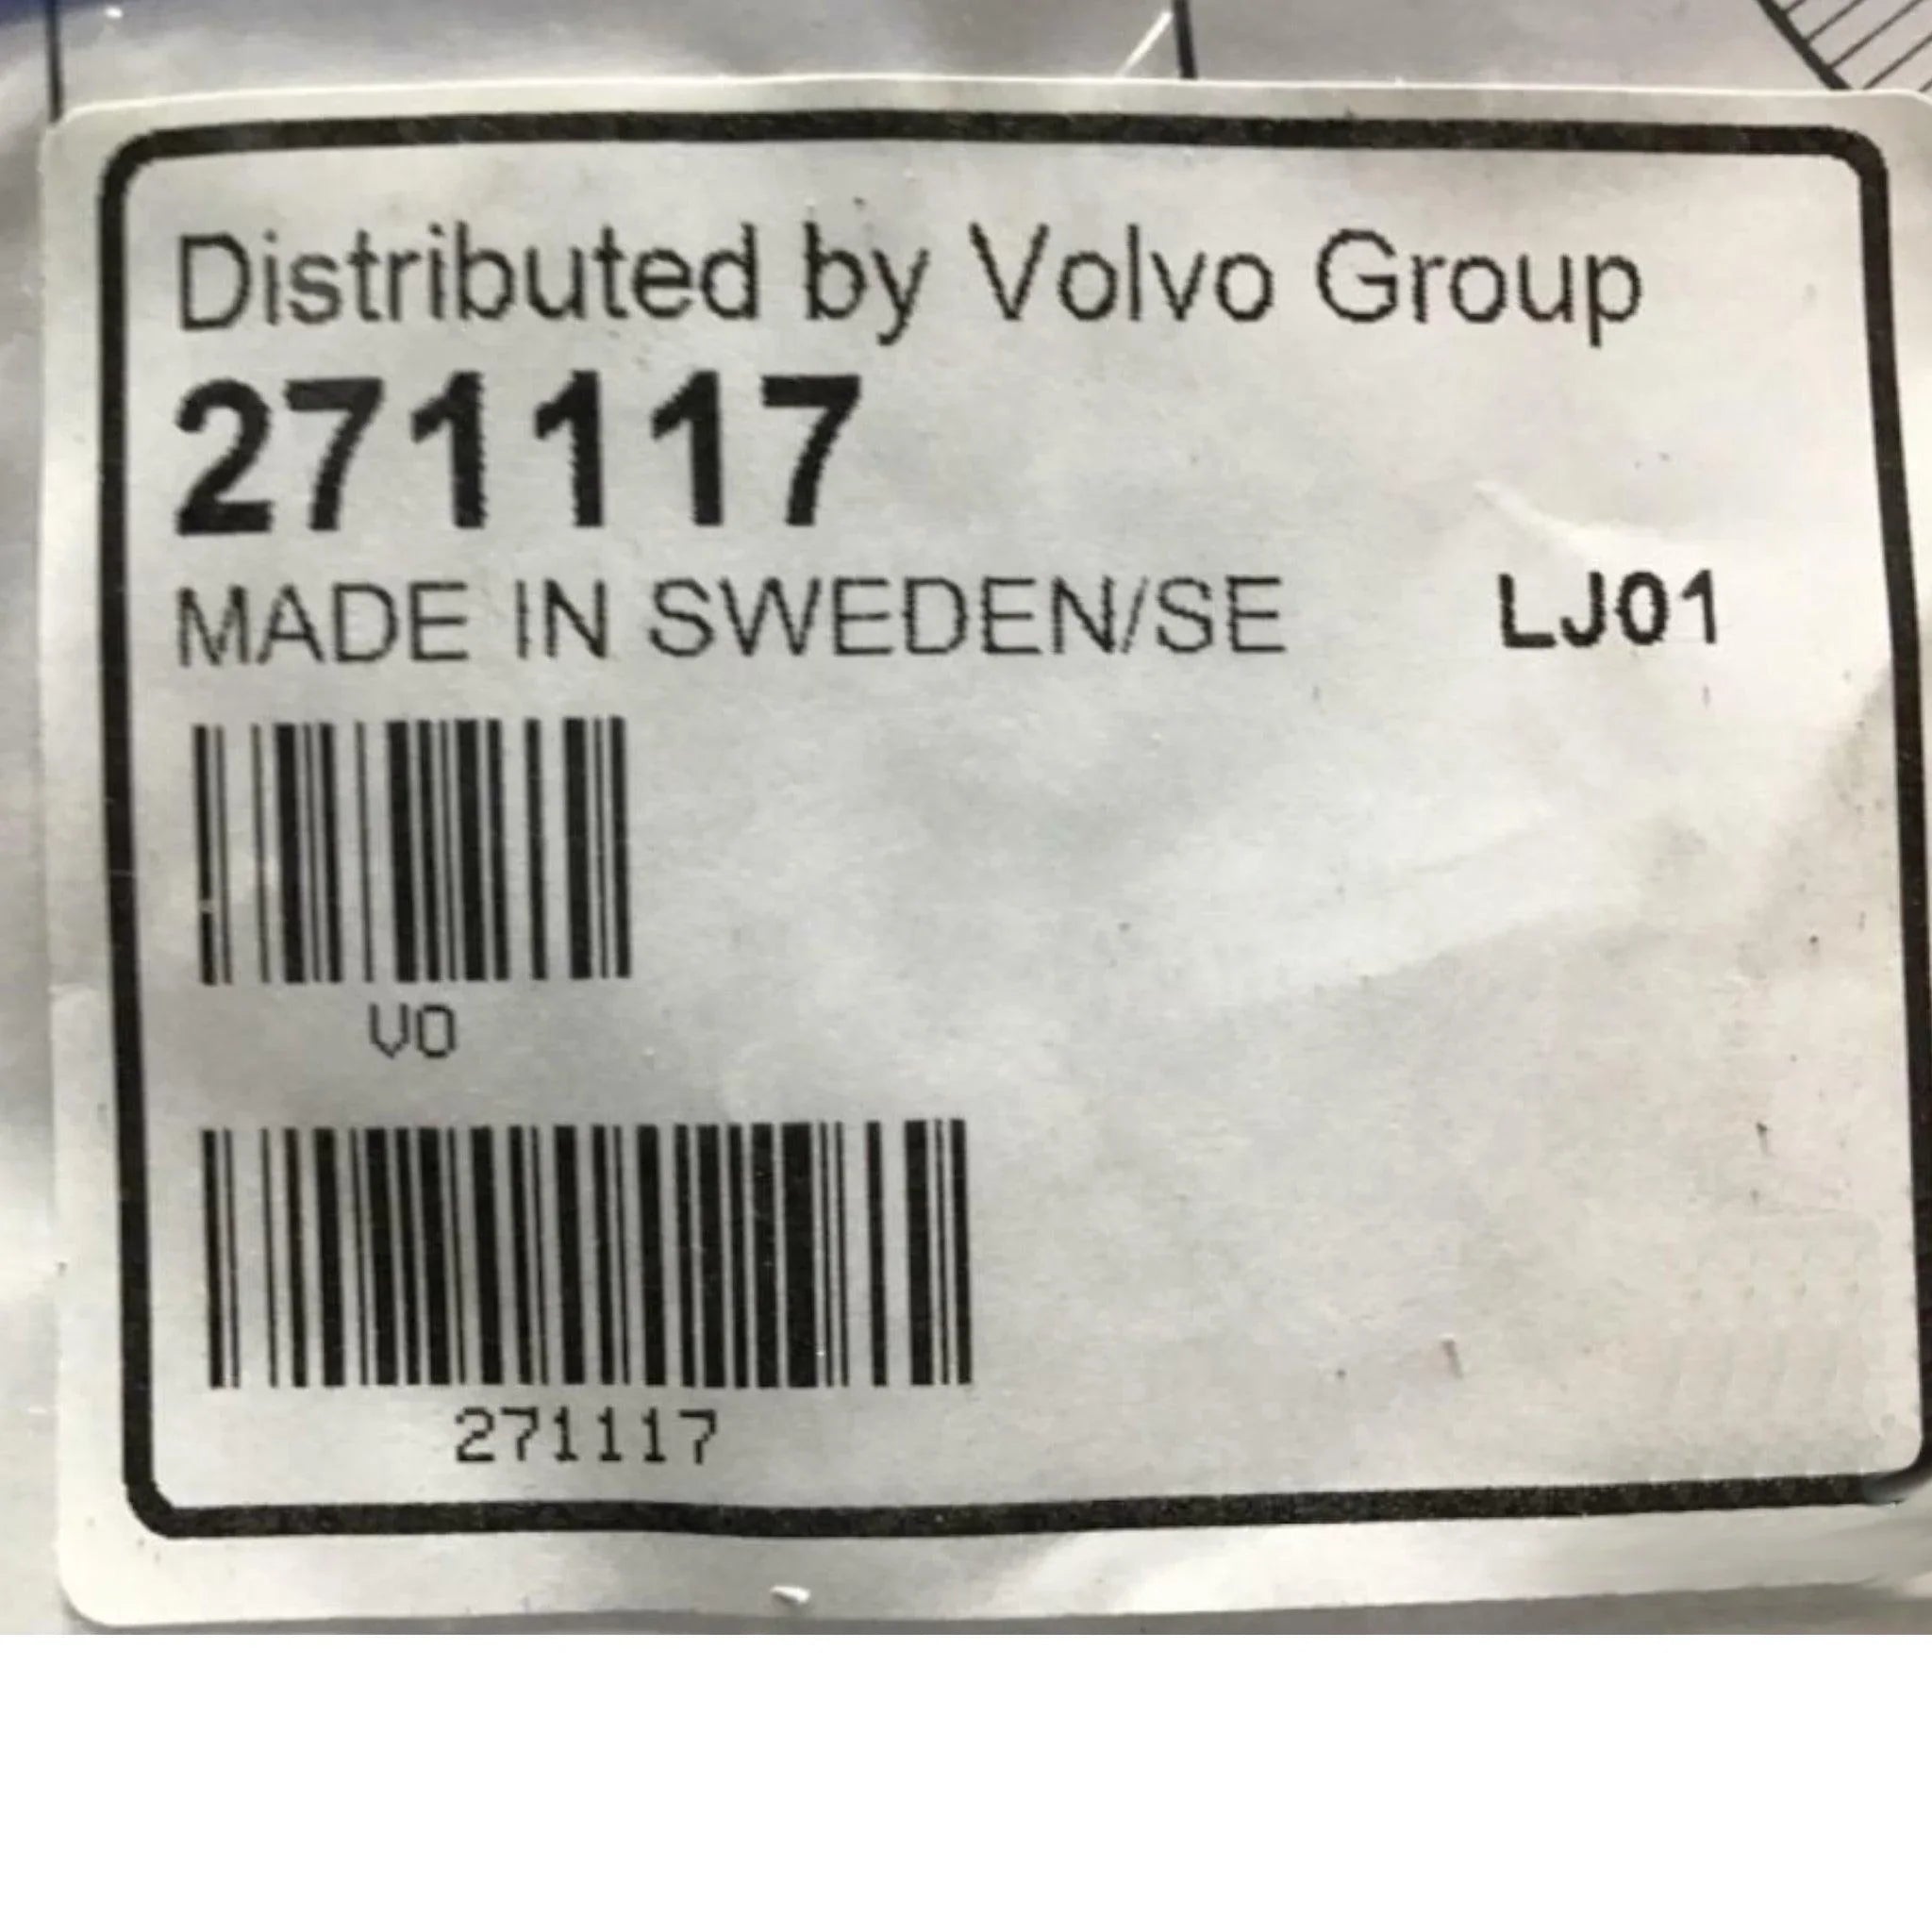 Distributed by Volvo Group
271117
MADE IN SWEDEN/SE LJ01
VO
271117